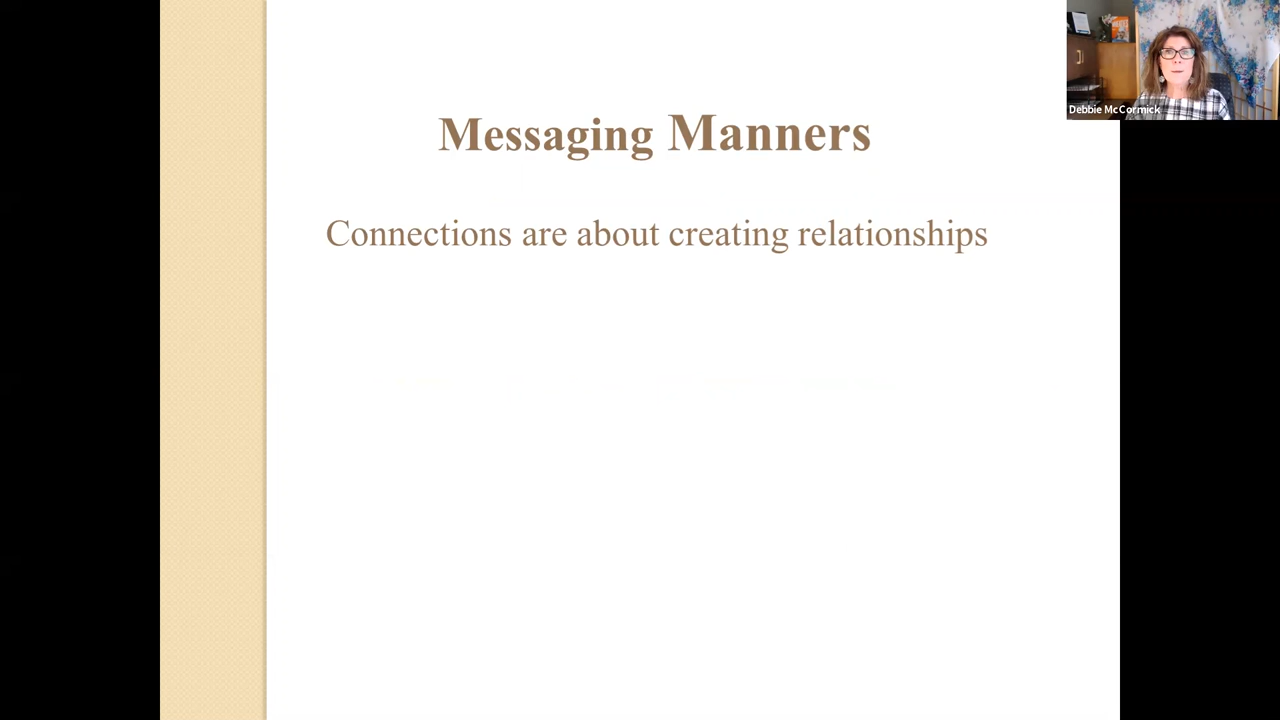 Messaging Manners
Connections are about creating relationships
Debbie McCormick